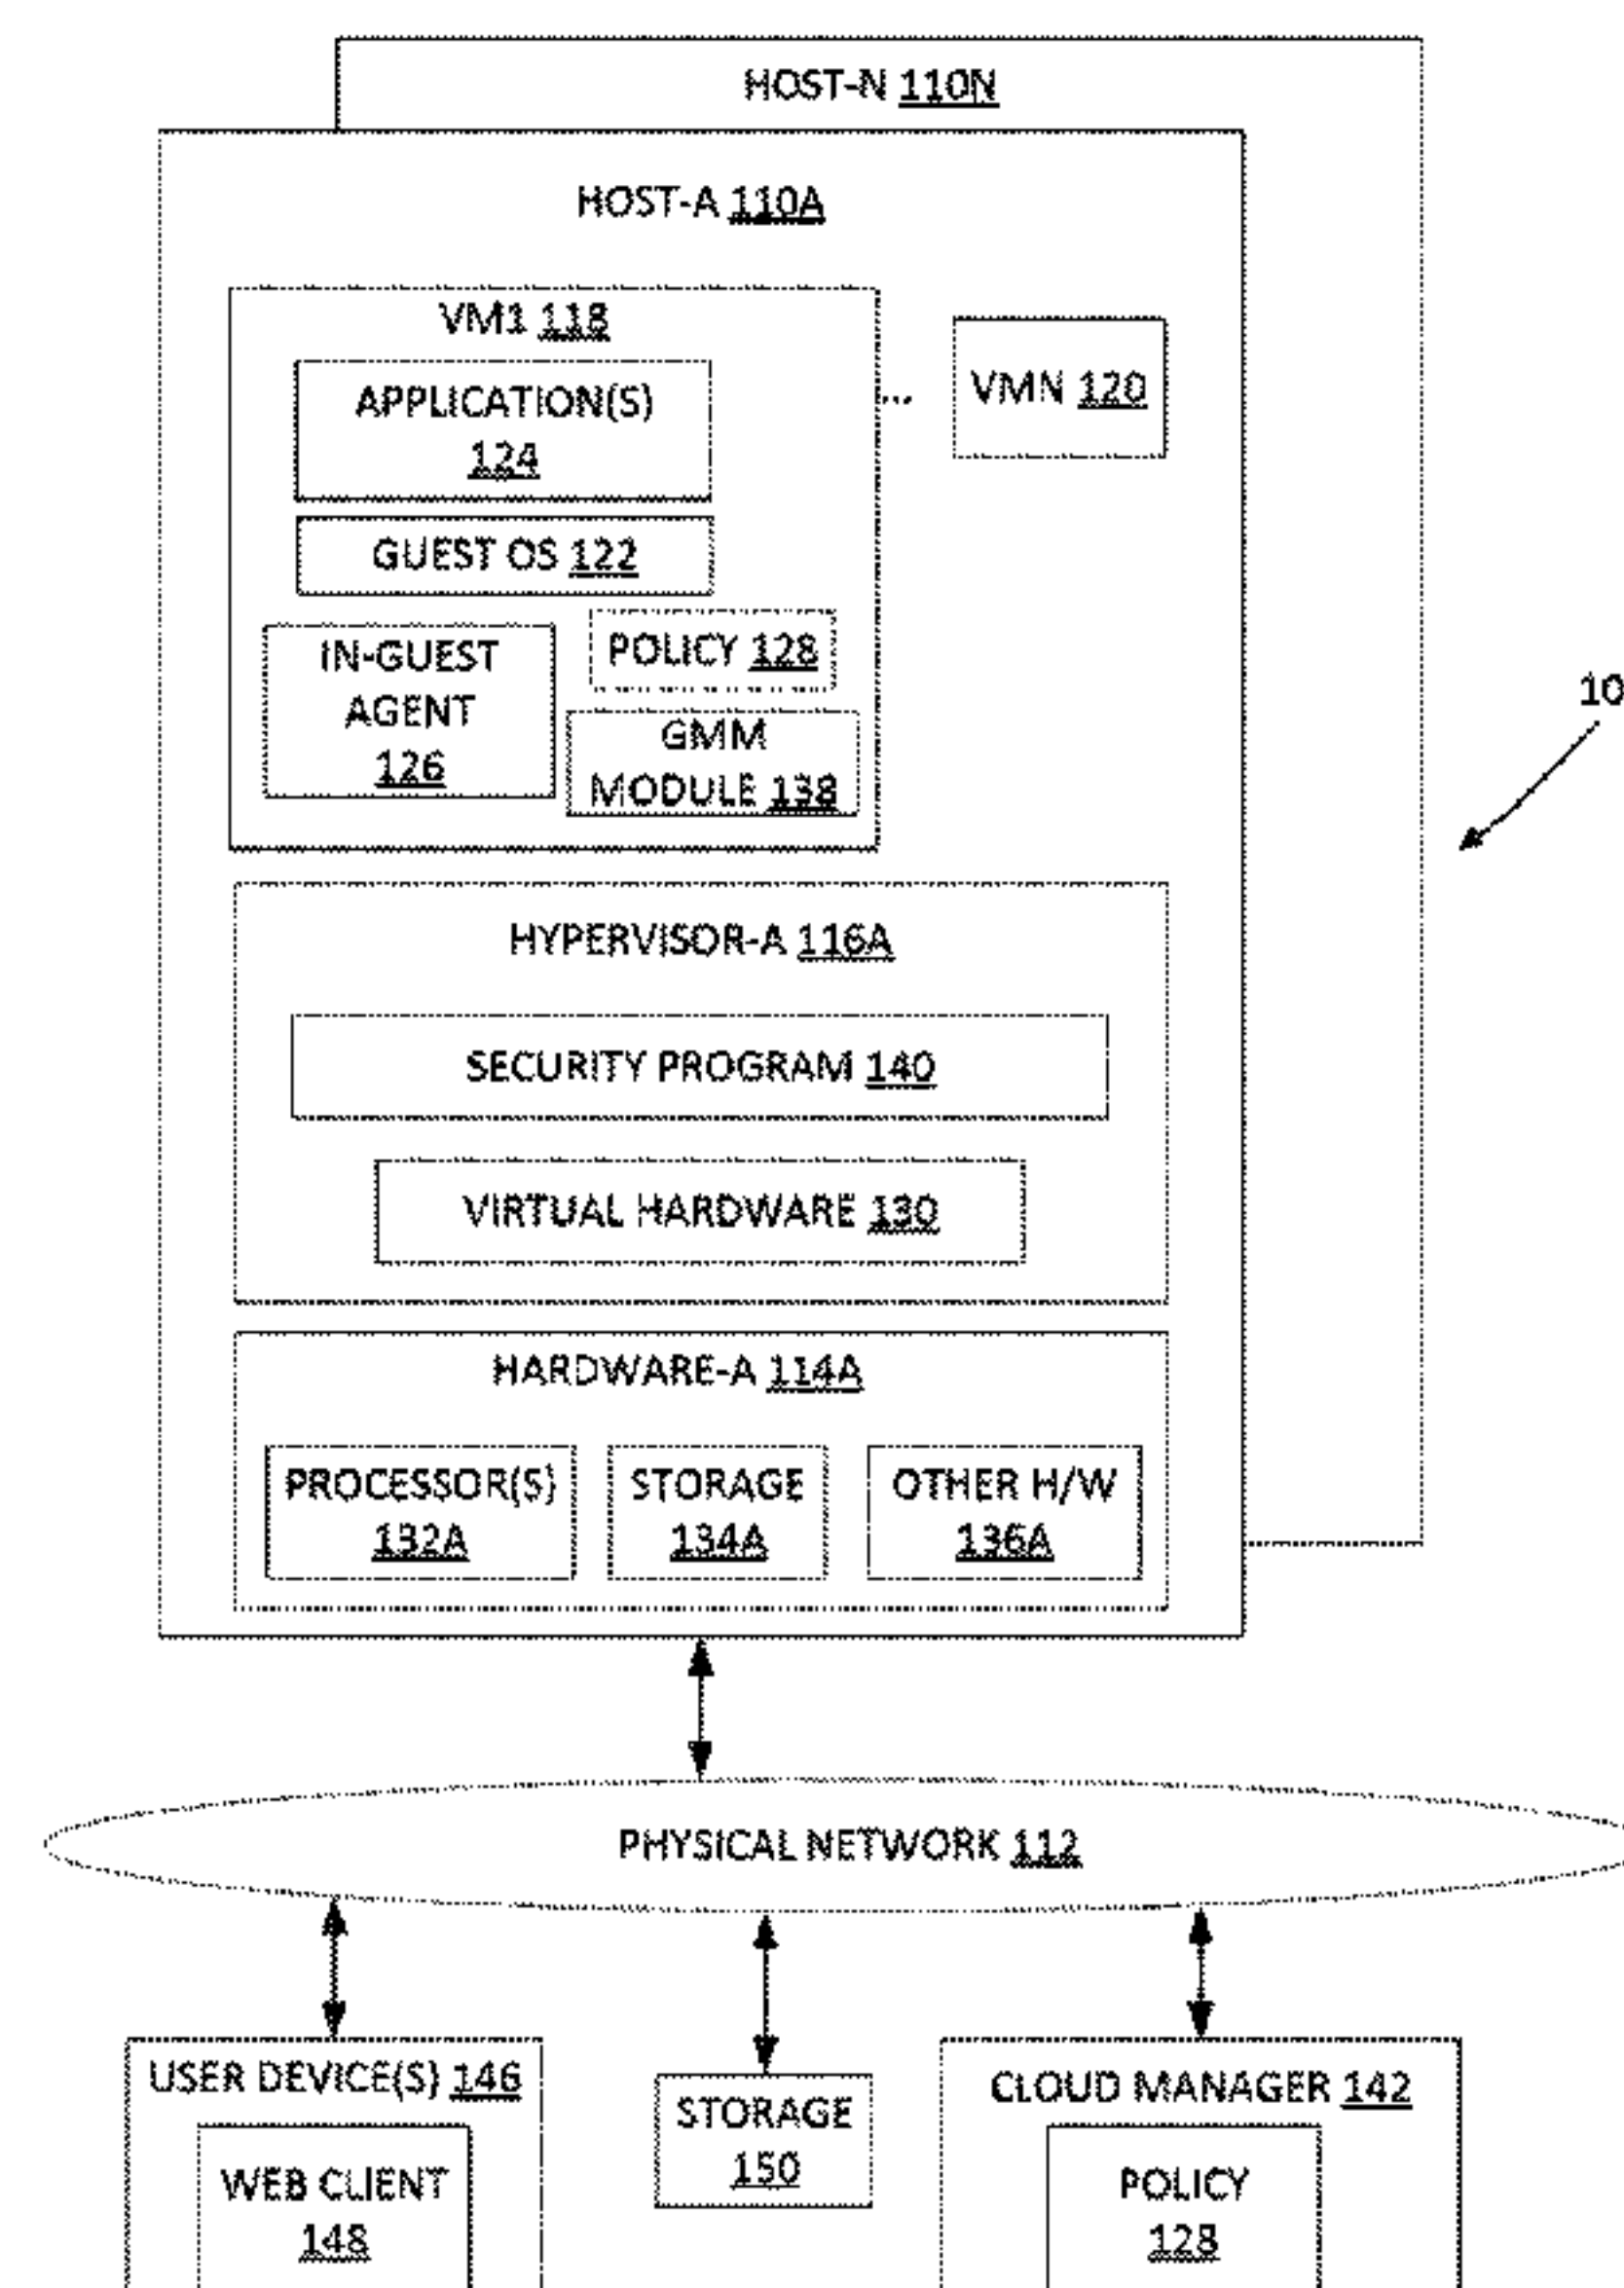 HOST-N 110N
HOST-A 110A
VM1 118
APPLICATION(S)
124
... VMN 120
GUEST OS 122
IN-GUEST
AGENT
126
POLICY 128
GMM
MODULE 138
10
HYPERVISOR-A 116A
SECURITY PROGRAM 140
VIRTUAL HARDWARE 130
HARDWARE-A 114A
PROCESSOR(S)
132A
STORAGE
134A
OTHER H/W
136A
PHYSICAL NETWORK 112
USER DEVICE(S) 146
WEB CLIENT
148
STORAGE
150
CLOUD MANAGER 142
POLICY
128